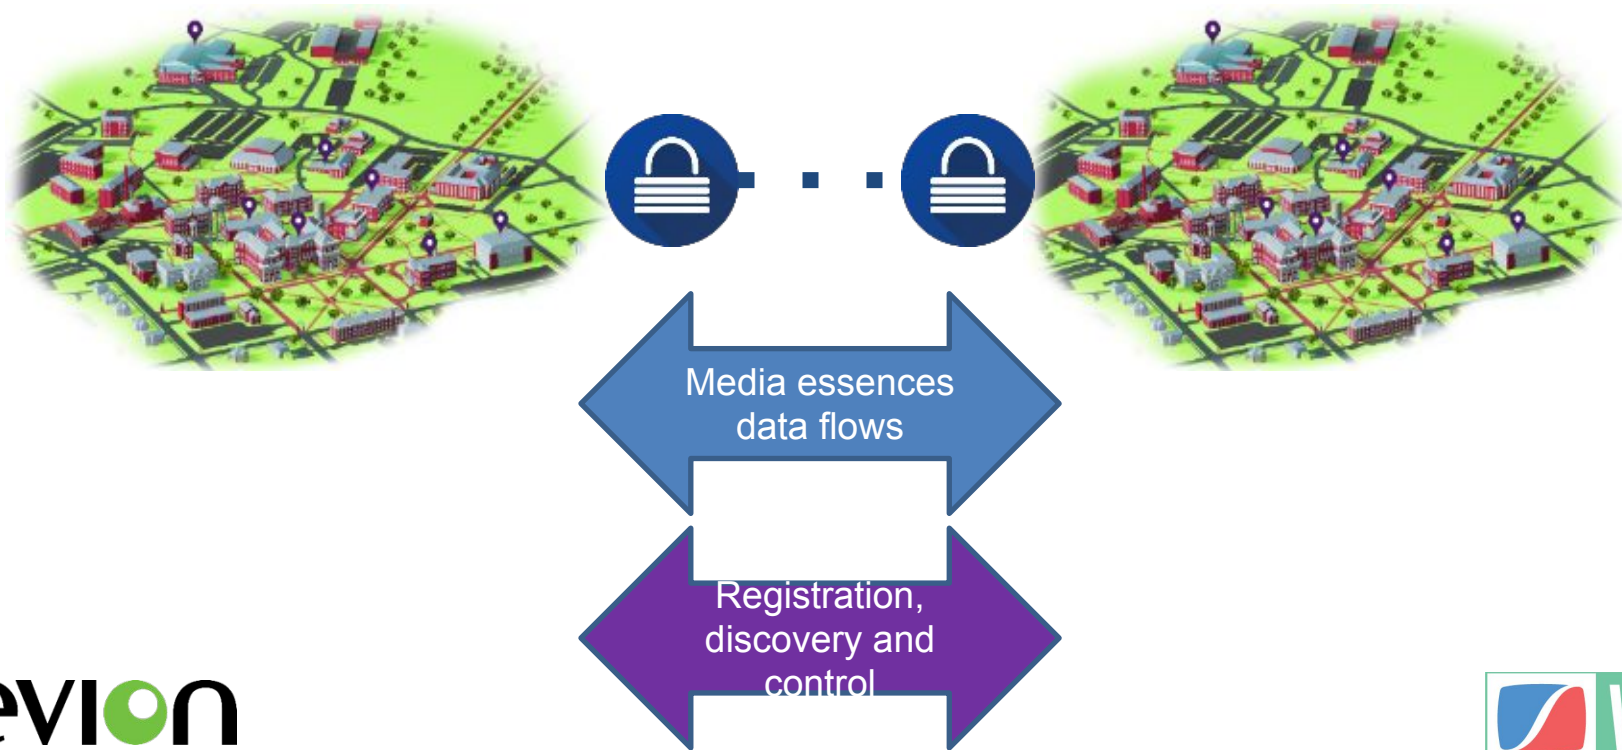 Media essences
data flows
Registration,
discovery and
control
evion